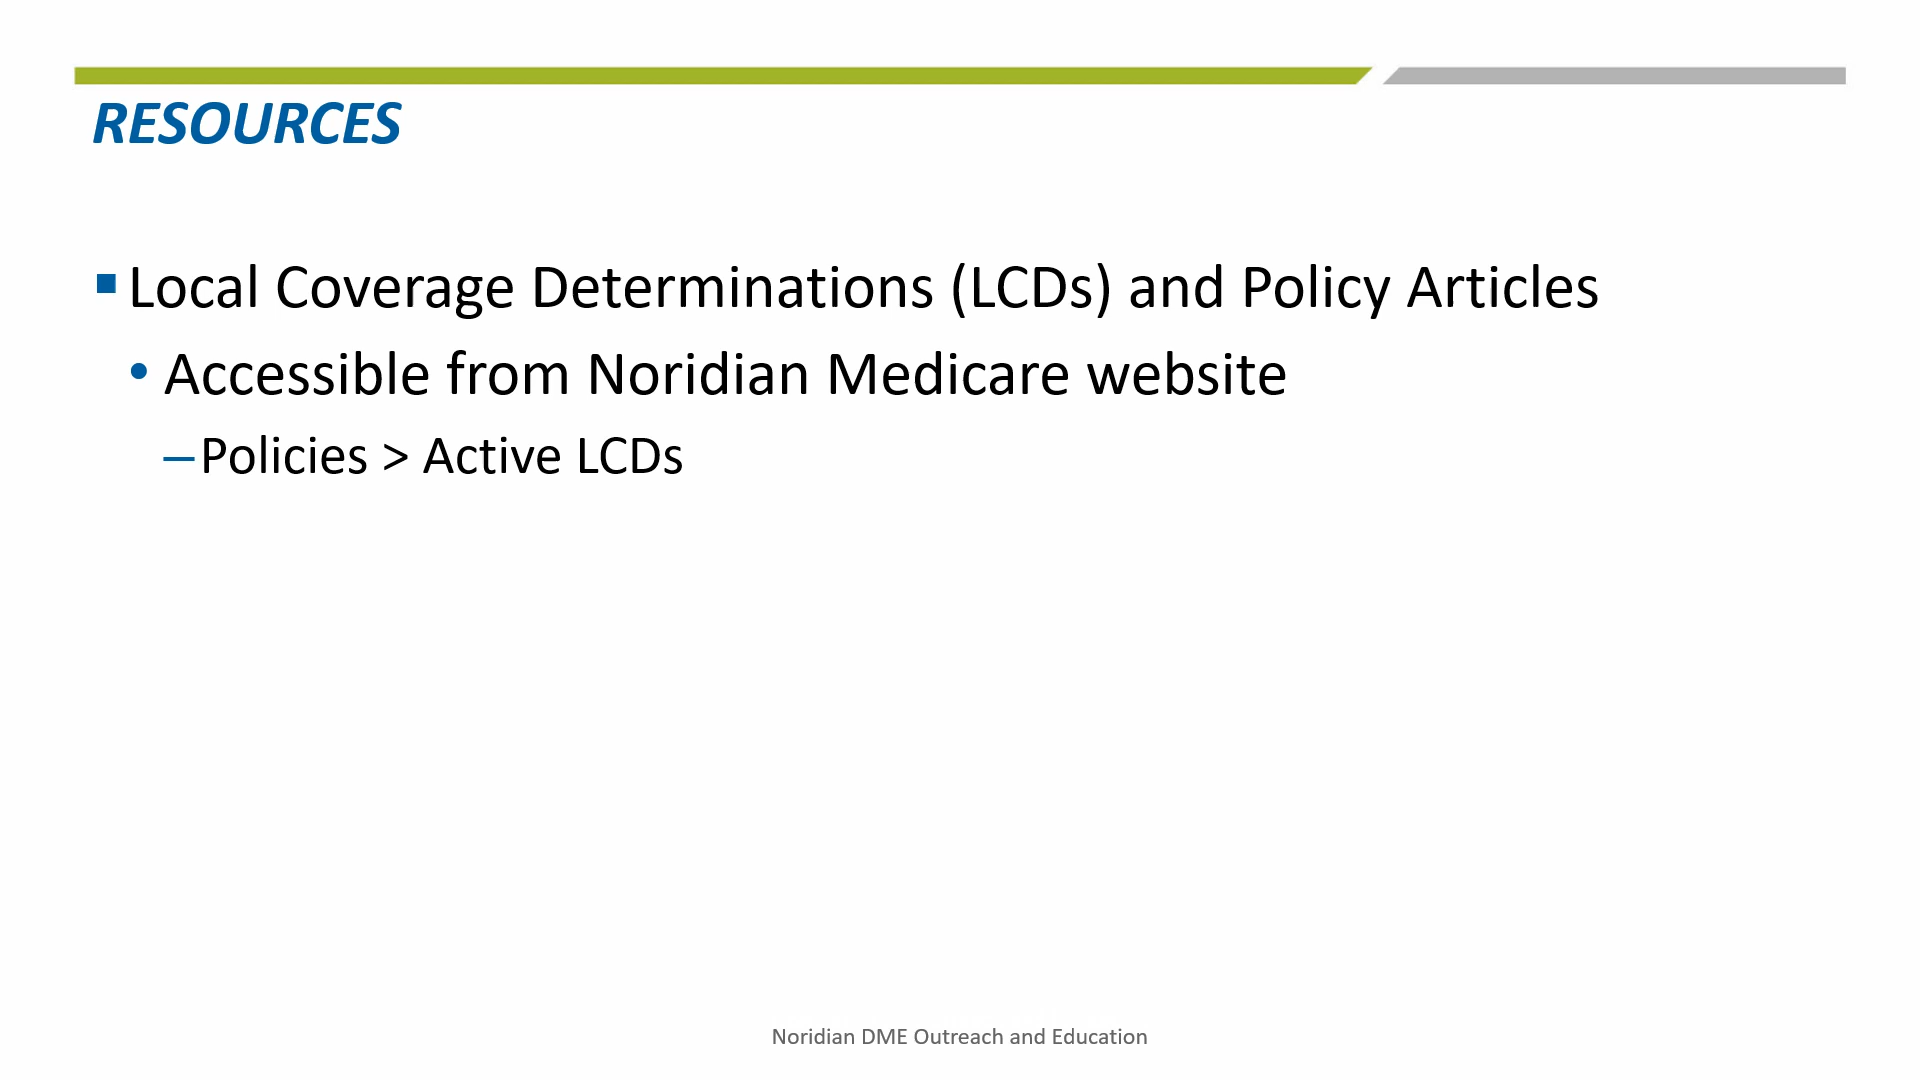 RESOURCES
Local Coverage Determinations (LCDs) and Policy Articles
Accessible from Noridian Medicare website
–Policies > Active LCDs
Noridian DME Outreach and Education